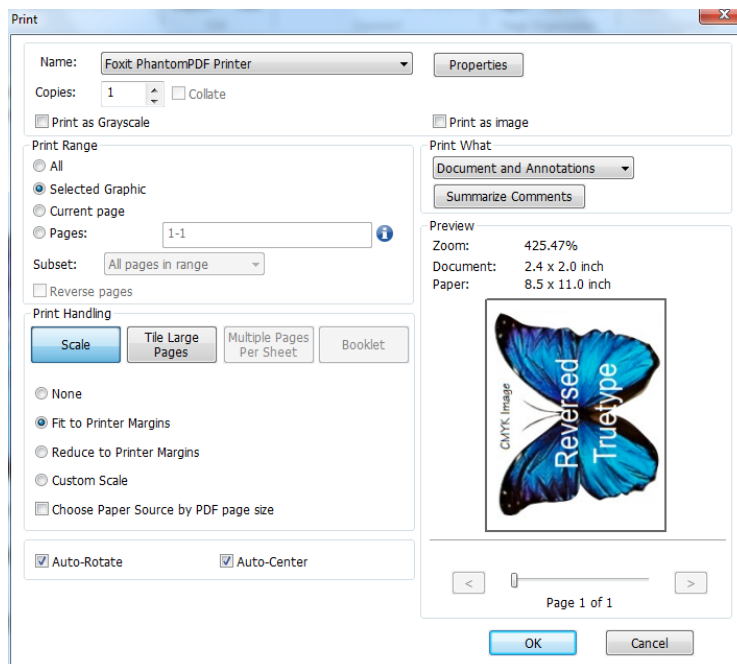 Print
Name: Foxit PhantomPDF Printer Properties
Copies: 1 Collate
Print as Grayscale Print as image
Print Range
All
Selected Graphic
Current page
Pages: 1-1
Subset: All pages in range
Reverse pages
Print What
Document and Annotations
Summarize Comments
Print Handling
Scale
Tile Large
Pages
Multiple Pages
Per Sheet
Booklet
None
Fit to Printer Margins
Reduce to Printer Margins
Custom Scale
Choose Paper Source by PDF page size
Auto-Rotate Auto-Center
Preview
Zoom: 425.47%
Document: 2.4 x 2.0 inch
Paper: 8.5 x 11.0 inch
CMYK Image
Reversed
Truetype
< >
Page 1 of 1
OK Cancel